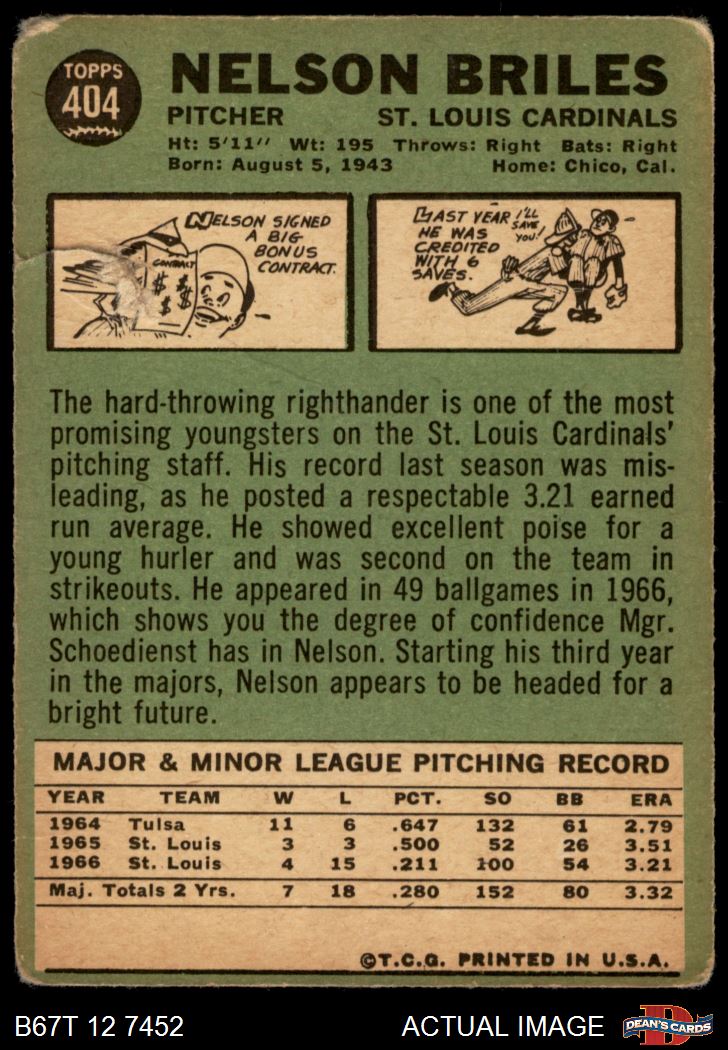 TOPPS
404
NELSON BRILES
PITCHER ST. LOUIS CARDINALS
Ht: 5'11" Wt: 195 Throws: Right Bats: Right
Born: August 5, 1943 Home: Chico, Cal.
NELSON SIGNED
A BIG
BONUS
CONTRACT.
CONTRACT
$ $
$ $
LAST YEAR
HE WAS
CREDITED
WITH 6
SAVES.
I'LL
SAVE
YOU!
The hard-throwing righthander is one of the most
promising youngsters on the St. Louis Cardinals'
pitching staff. His record last season was mis-
leading, as he posted a respectable 3.21 earned
run average. He showed excellent poise for a
young hurler and was second on the team in
strikeouts. He appeared in 49 ballgames in 1966,
which shows you the degree of confidence Mgr.
Schoedienst has in Nelson. Starting his third year
in the majors, Nelson appears to be headed for a
bright future.
MAJOR & MINOR LEAGUE PITCHING RECORD
YEAR TEAM W L PCT. SO BB ERA
1964 Tulsa 11 6 .647 132 61 2.79
1965 St. Louis 3 3 .500 52 26 3.51
1966 St. Louis 4 15 .211 100 54 3.21
Maj. Totals 2 Yrs. 7 18 .280 152 80 3.32
©T.C.G. PRINTED IN U.S.A.
B67T 12 7452 ACTUAL IMAGE
D
DEAN'S CARDS